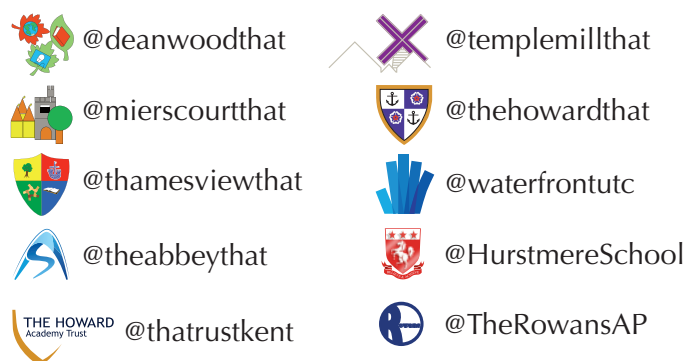 @deanwoodthat
@templemillthat
@mierscourtthat
@thehowardthat
@thamesviewthat
@waterfrontutc
@theabbeythat
@HurstmereSchool
THE HOWARD
Academy Trust
@thatrustkent
@TheRowansAP